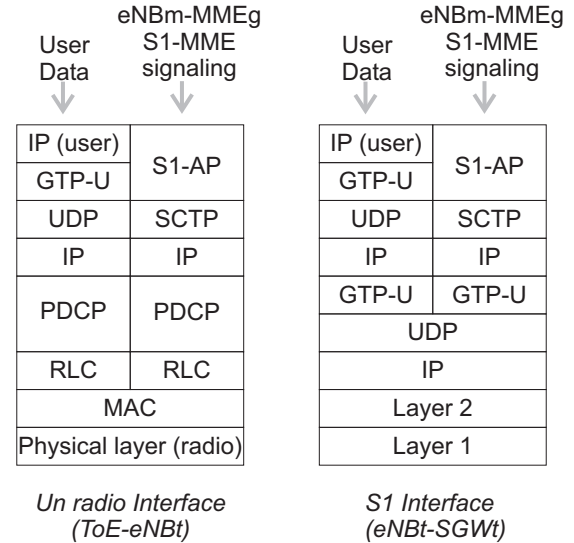 User
Data
eNBm-MMEg
S1-MME
signaling
IP (user)
GTP-U
S1-AP
UDP
SCTP
IP
IP
PDCP
PDCP
RLC
RLC
MAC
Physical layer (radio)
Un radio Interface
(ToE-eNBt)
User
Data
eNBm-MMEg
S1-MME
signaling
IP (user)
GTP-U
S1-AP
UDP
SCTP
IP
IP
GTP-U
GTP-U
UDP
IP
Layer 2
Layer 1
S1 Interface
(eNBt-SGWt)